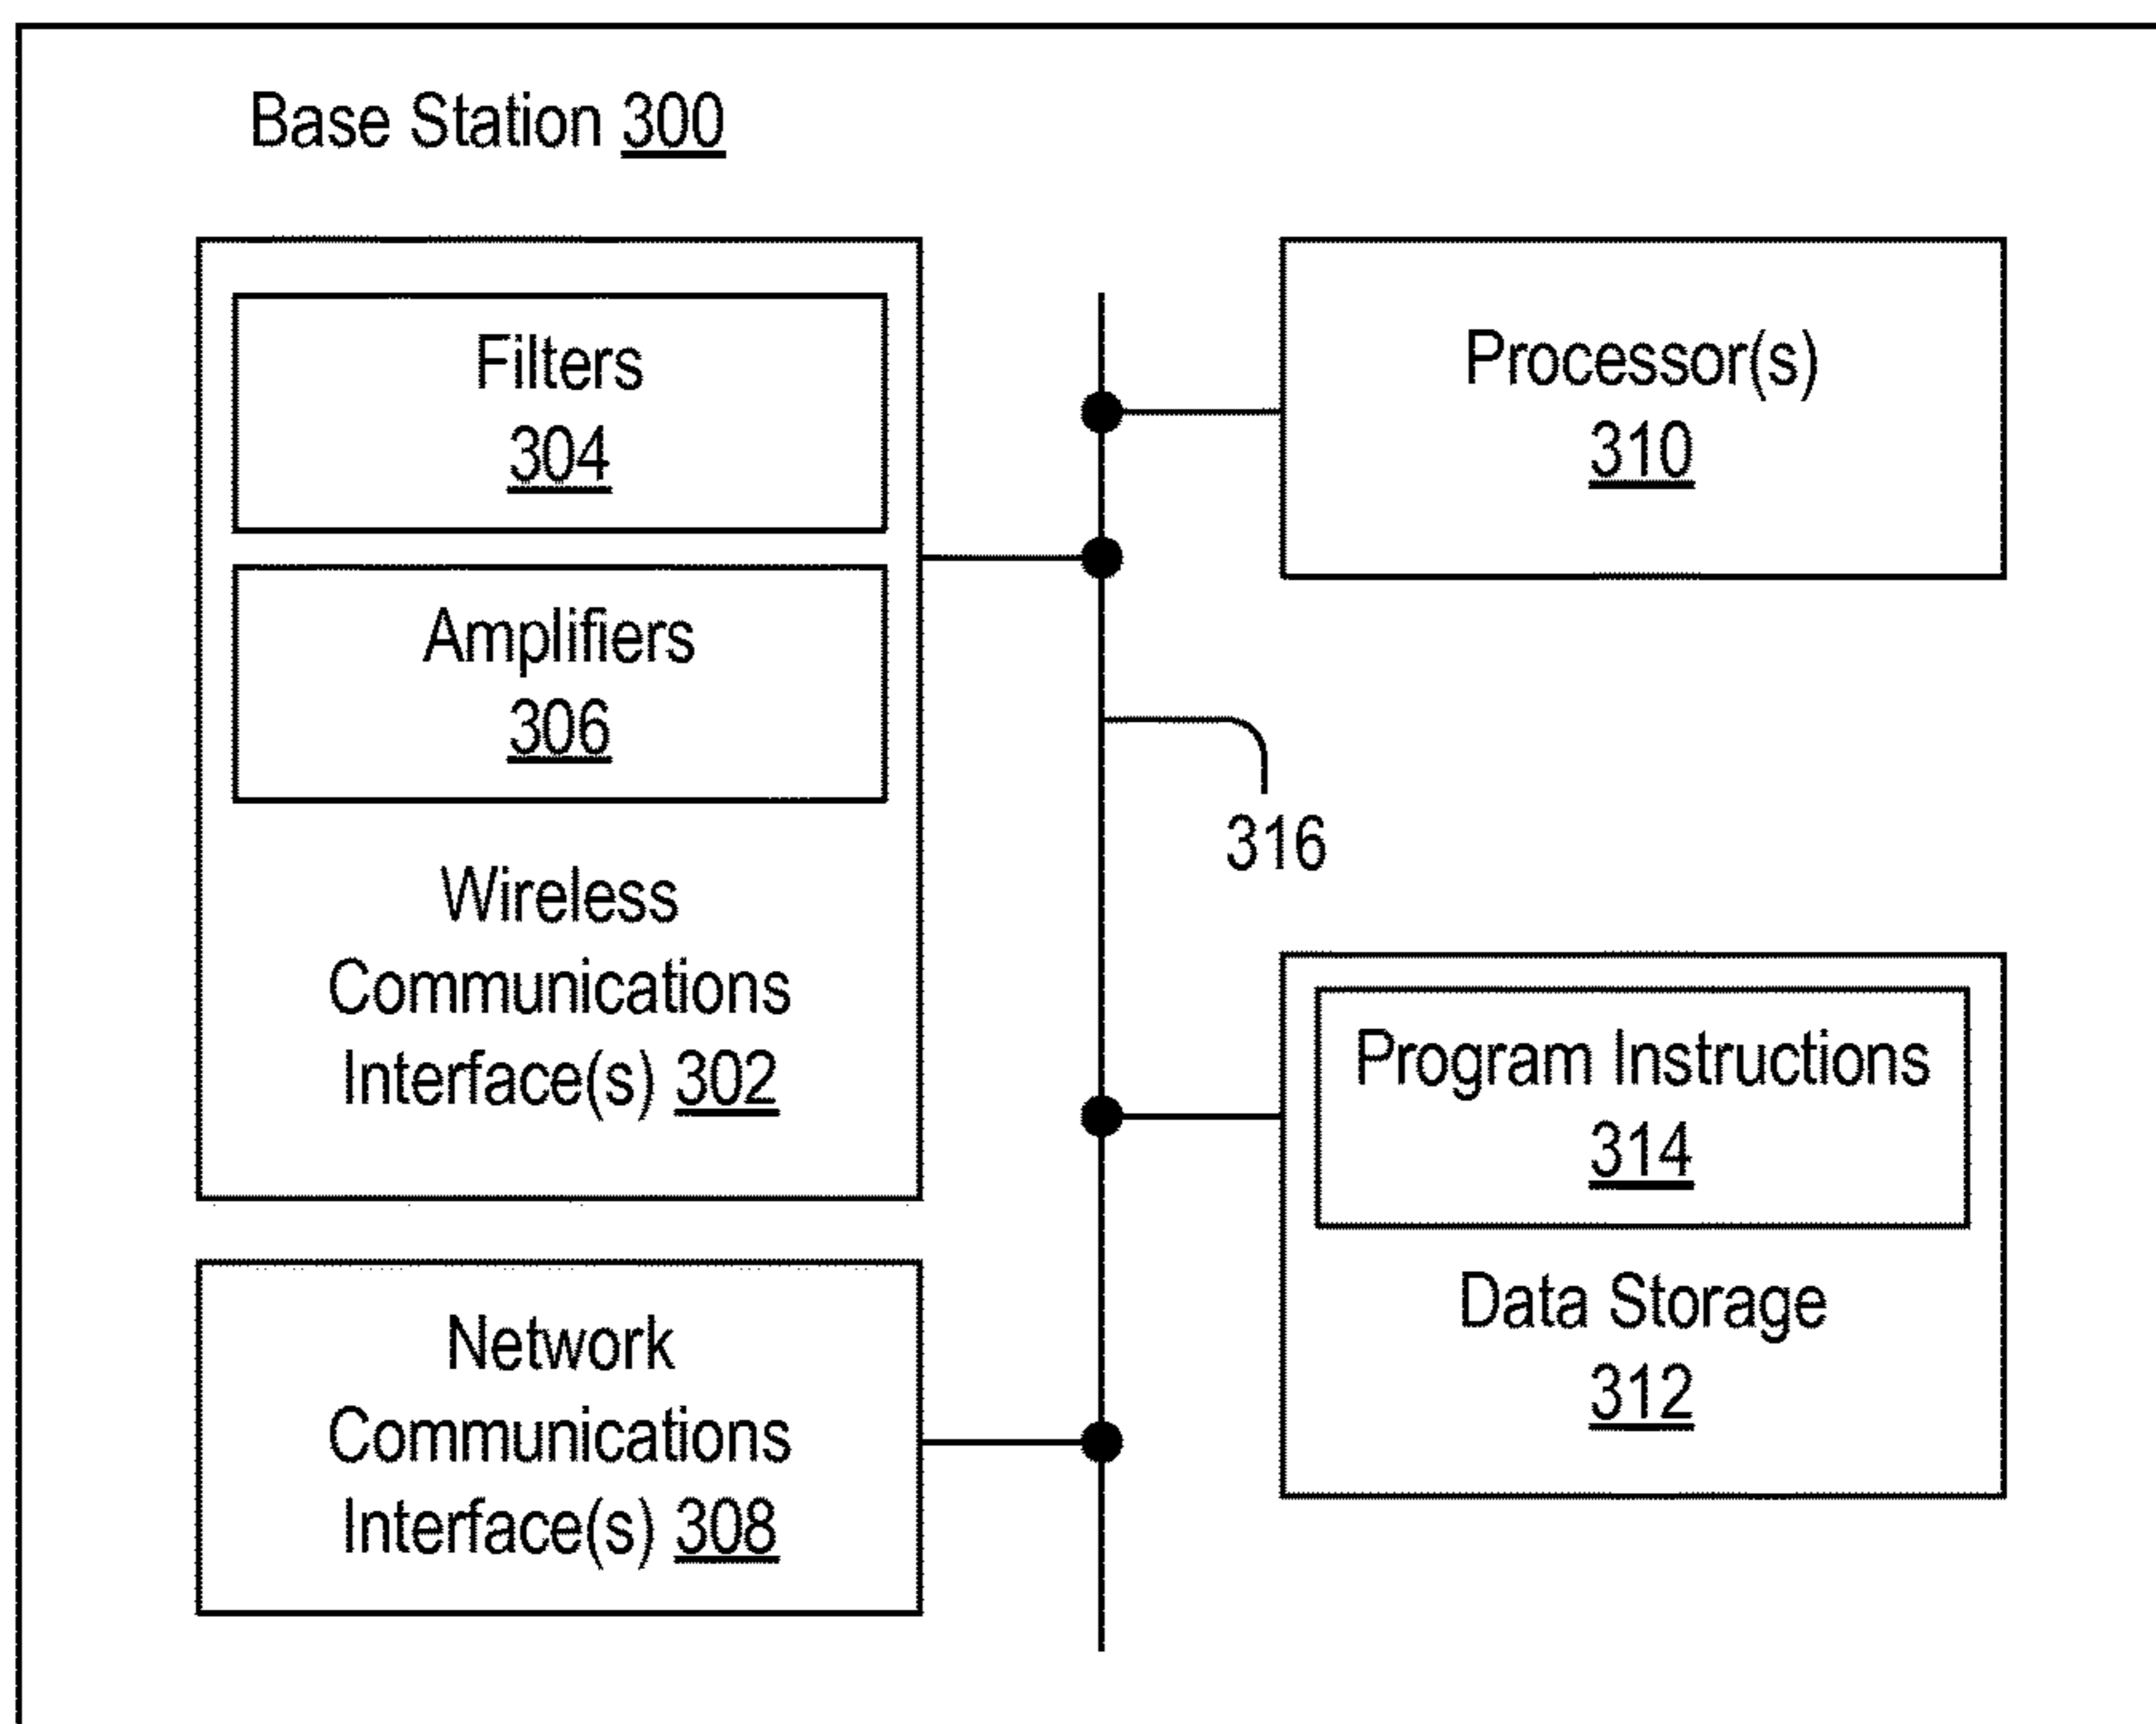 Base Station 300
Filters
304
Amplifiers
306
Wireless
Communications
Interface(s) 302
Network
Communications
Interface(s) 308
Processor(s)
310
316
Program Instructions
314
Data Storage
312